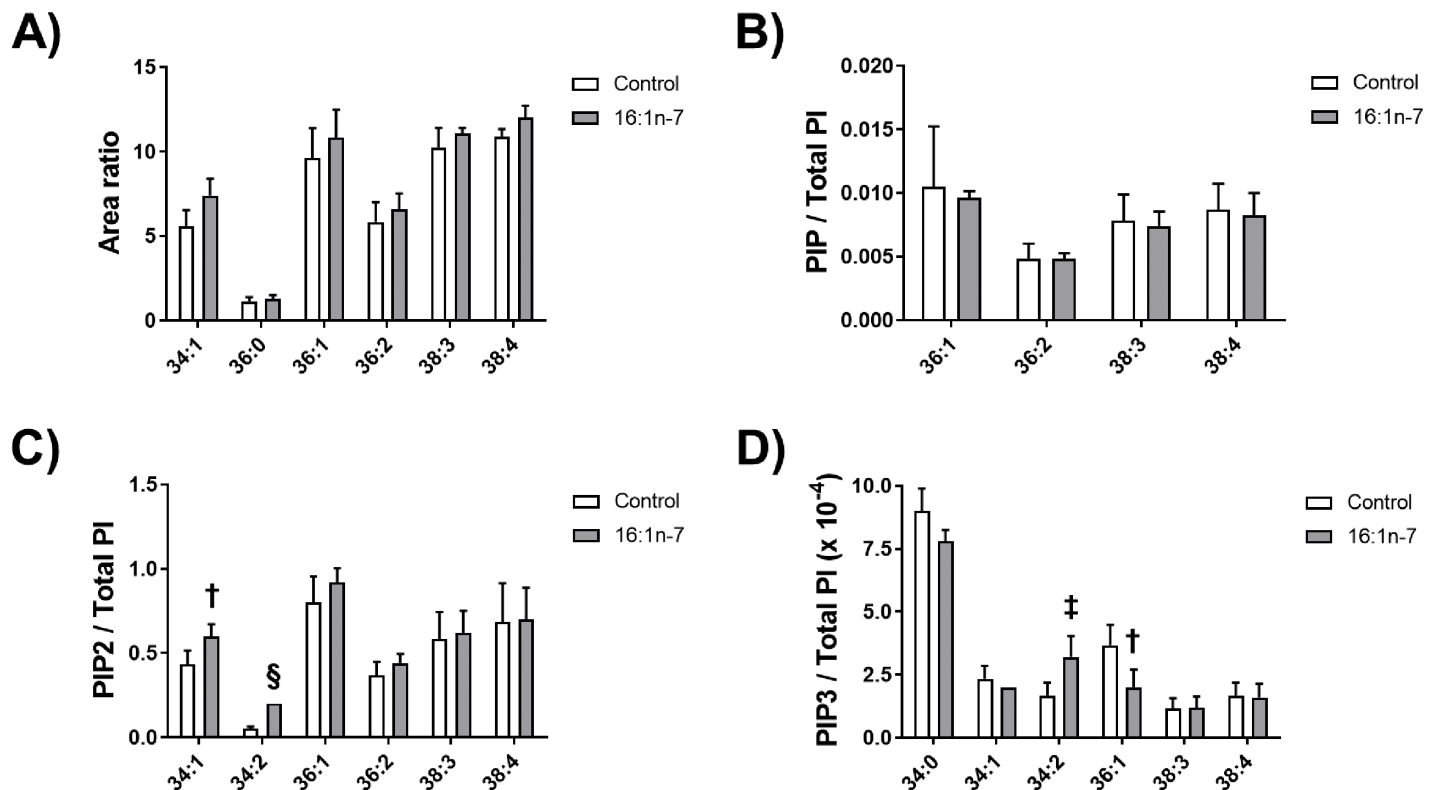 A)
Area ratio
15
10
5
0
34:1 36:0 36:1 36:2 38:3 38:4
Control
16:1n-7
B)
PIP / Total PI
0.020
0.015
0.010
0.005
0.000
36:1 36:2 38:3 38:4
Control
16:1n-7
C)
PIP2 / Total PI
1.5
1.0
0.5
0.0
†
§
34:1 34:2 36:1 36:2 38:3 38:4
Control
16:1n-7
D)
PIP3 / Total PI (x 10⁻⁴)
10.0
7.5
5.0
2.5
0.0
‡
†
34:0 34:1 34:2 36:1 38:3 38:4
Control
16:1n-7